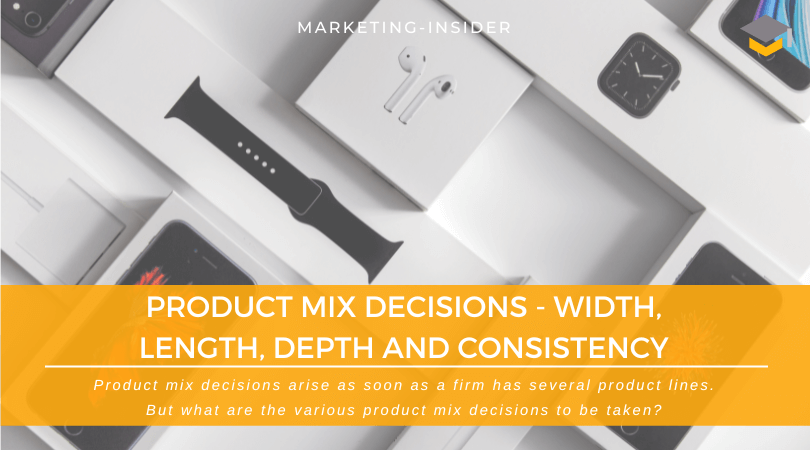 MARKETING-INSIDER
PRODUCT MIX DECISIONS - WIDTH,
LENGTH, DEPTH AND CONSISTENCY
Product mix decisions arise as soon as a firm has several product lines.
But what are the various product mix decisions to be taken?